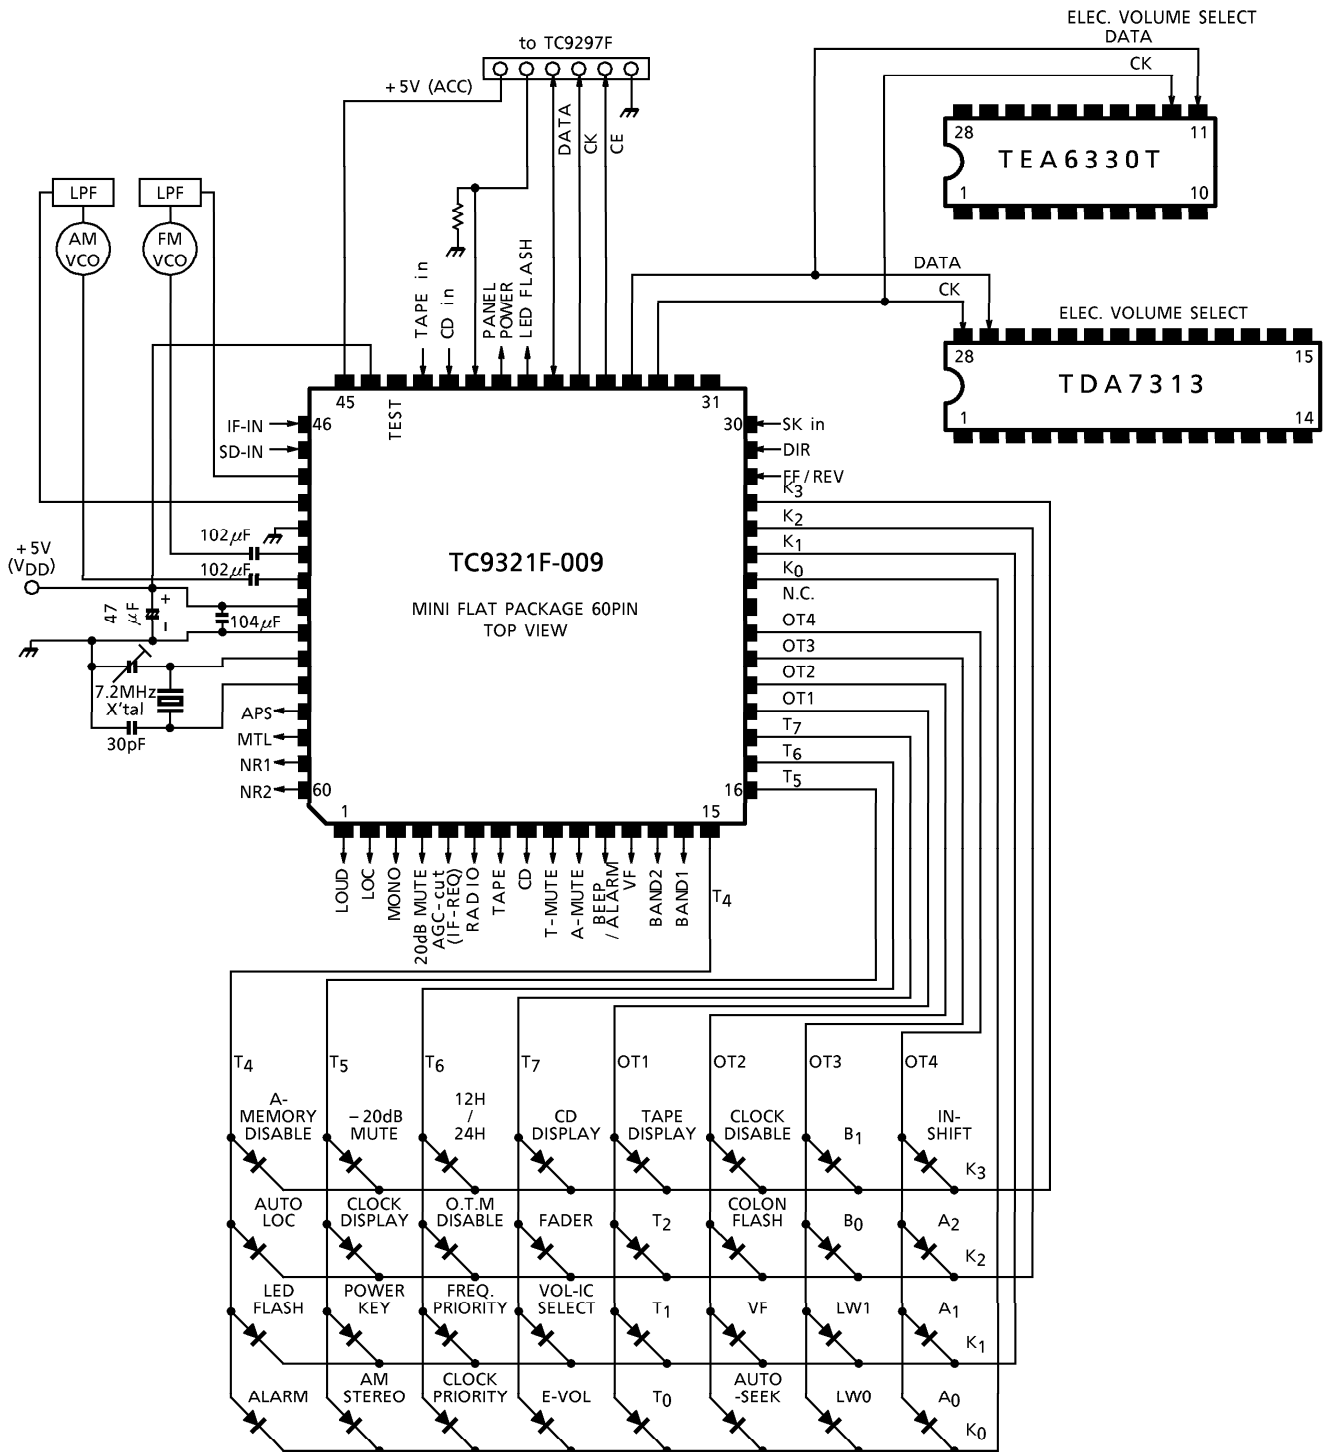 ELEC. VOLUME SELECT
DATA
CK
to TC9297F
+5V (ACC)
DATA
CK
CE
28
11
TEA6330T
1
10
LPF
LPF
AM
VCO
FM
VCO
TAPE in
CD in
PANEL
POWER
LED FLASH
DATA
CK
ELEC. VOLUME SELECT
28
15
TDA7313
1
14
45
TEST
31
IF-IN
46
30
SK in
SD-IN
DIR
FF/REV
K3
K2
K1
K0
N.C.
OT4
OT3
OT2
OT1
T7
T6
T5
102μF
102μF
+5V
(VDD)
47
μF
+
-
104μF
7.2MHz
X'tal
30pF
TC9321F-009
MINI FLAT PACKAGE 60PIN
TOP VIEW
APS
MTL
NR1
NR2
60
16
1
15
LOUD
LOC
MONO
20dB MUTE
AGC-cut
(IF-REQ)
RADIO
TAPE
CD
T-MUTE
A-MUTE
BEEP
/ALARM
VF
BAND2
BAND1
T4
T4
T5
T6
T7
OT1
OT2
OT3
OT4
A-
MEMORY
DISABLE
-20dB
MUTE
12H
/
24H
CD
DISPLAY
TAPE
DISPLAY
CLOCK
DISABLE
B1
IN-
SHIFT
K3
AUTO
LOC
CLOCK
DISPLAY
O.T.M
DISABLE
FADER
T2
COLON
FLASH
B0
A2
K2
LED
FLASH
POWER
KEY
FREQ.
PRIORITY
VOL-IC
SELECT
T1
VF
LW1
A1
K1
ALARM
AM
STEREO
CLOCK
PRIORITY
E-VOL
T0
AUTO
-SEEK
LW0
A0
K0